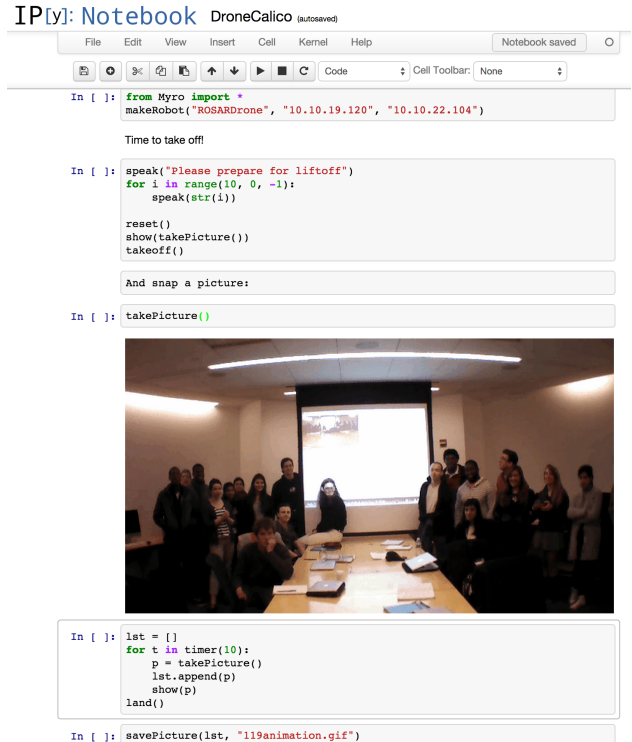 IP[y]: Notebook DroneCalico (autosaved)
File Edit View Insert Cell Kernel Help Notebook saved
Code Cell Toolbar: None
In [ ]: from Myro import *
makeRobot("ROSARDrone", "10.10.19.120", "10.10.22.104")
Time to take off!
In [ ]: speak("Please prepare for liftoff")
for i in range(10, 0, -1):
    speak(str(i))
reset()
show(takePicture())
takeoff()
And snap a picture:
In [ ]: takePicture()
In [ ]: lst = []
for t in timer(10):
    p = takePicture()
    lst.append(p)
    show(p)
land()
In [ ]: savePicture(lst, "119animation.gif")